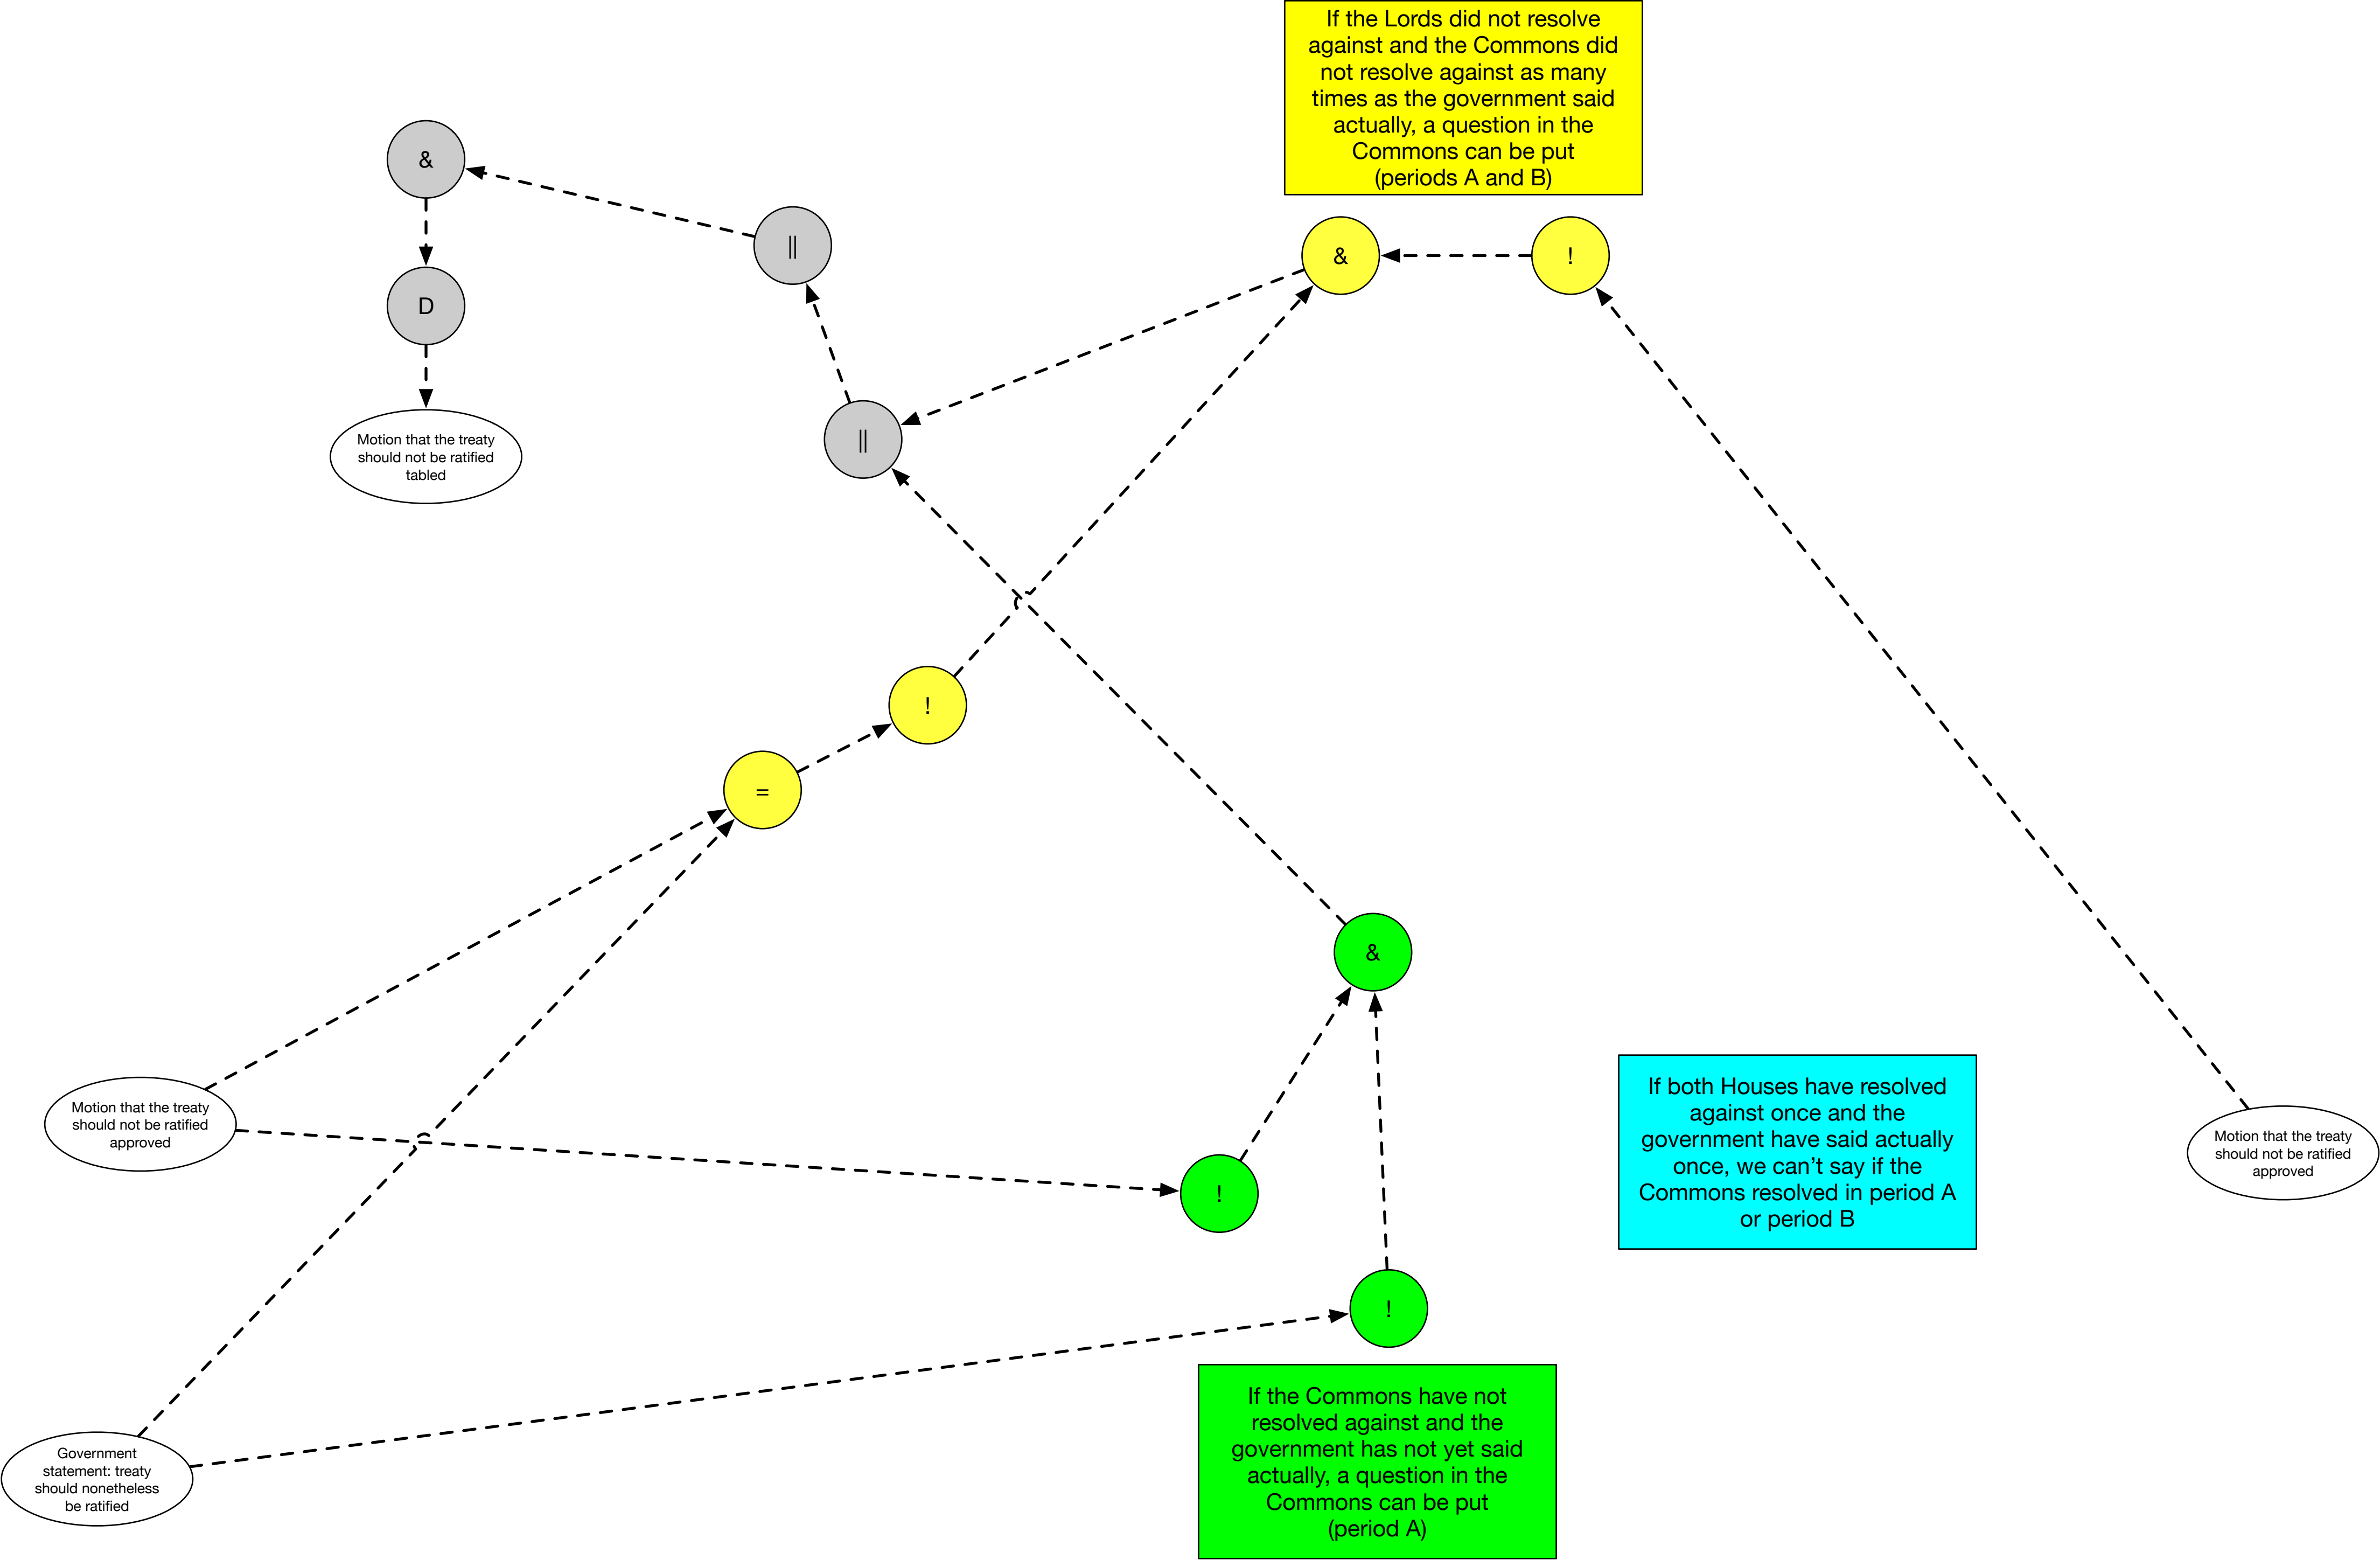 If the Lords did not resolve
against and the Commons did
not resolve against as many
times as the government said
actually, a question in the
Commons can be put
(periods A and B)
&
||
&
!
D
||
Motion that the treaty
should not be ratified
tabled
!
=
&
If both Houses have resolved
against once and the
government have said actually
once, we can’t say if the
Commons resolved in period A
or period B
Motion that the treaty
should not be ratified
approved
Motion that the treaty
should not be ratified
approved
!
!
If the Commons have not
resolved against and the
government has not yet said
actually, a question in the
Commons can be put
(period A)
Government
statement: treaty
should nonetheless
be ratified